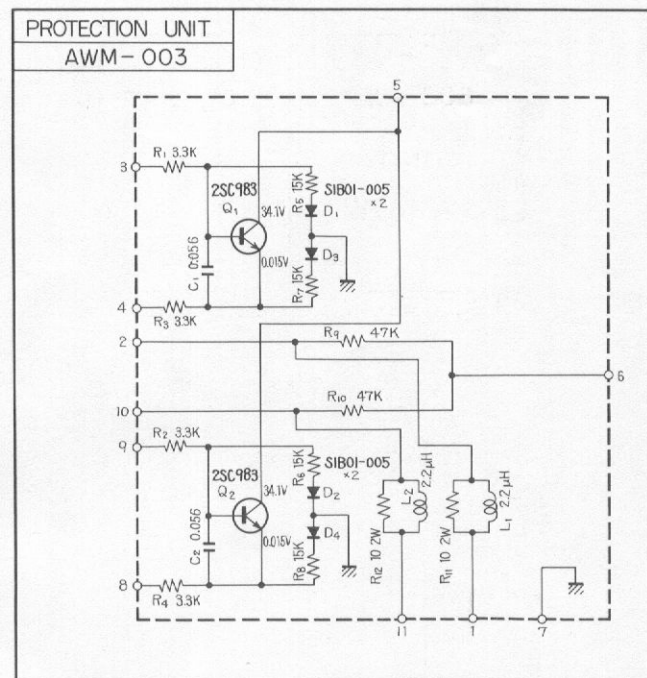 PROTECTION UNIT
AWM-003
5
3
R1 3.3K
2SC983
Q1
34.1V
0.015V
R5 15K
S1B01-005
×2
D1
D3
R7 15K
C1 0.056
4
R3 3.3K
2
R9 47K
6
10
R10 47K
9
R2 3.3K
2SC983
Q2
34.1V
0.015V
R6 15K
S1B01-005
×2
D2
D4
R8 15K
C2 0.056
8
R4 3.3K
L2
2.2μH
R12 10 2W
L1
2.2μH
R11 10 2W
11
1
7